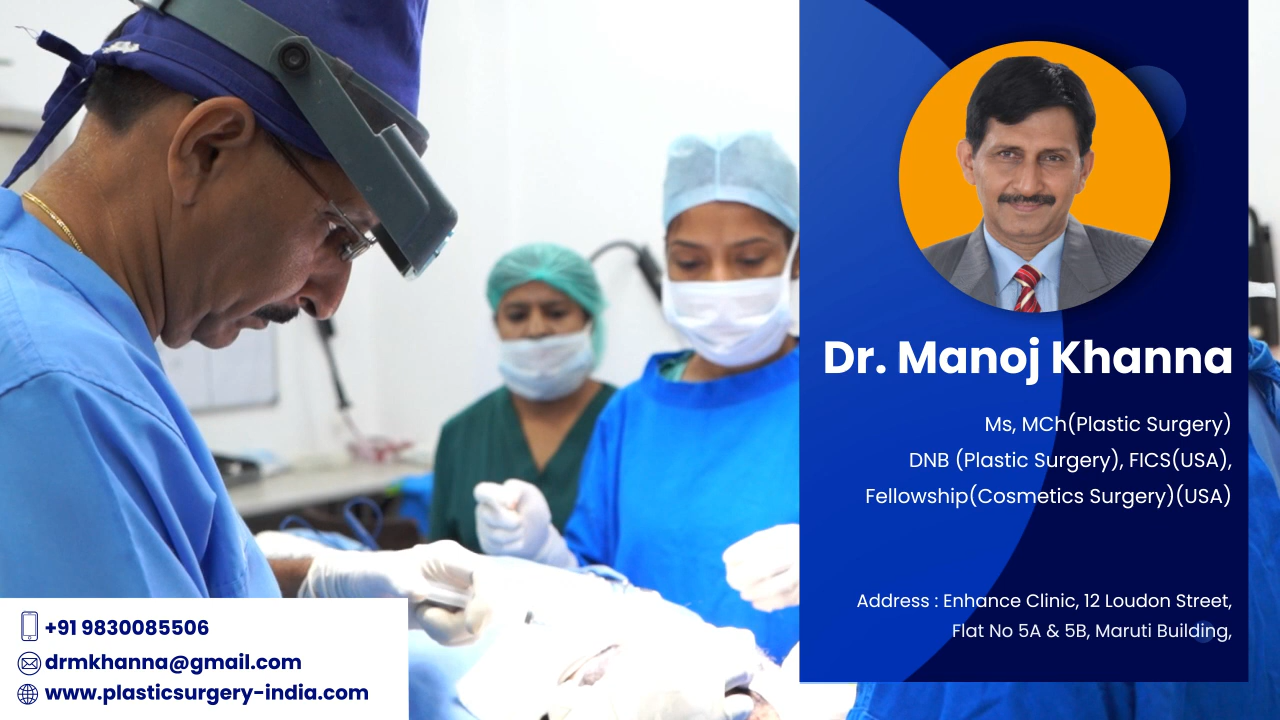 Dr. Manoj Khanna
Ms, MCh(Plastic Surgery)
DNB (Plastic Surgery), FICS(USA),
Fellowship(Cosmetics Surgery)(USA)
Address : Enhance Clinic, 12 Loudon Street,
Flat No 5A & 5B, Maruti Building,
+91 9830085506
drmkhanna@gmail.com
www.plasticsurgery-india.com